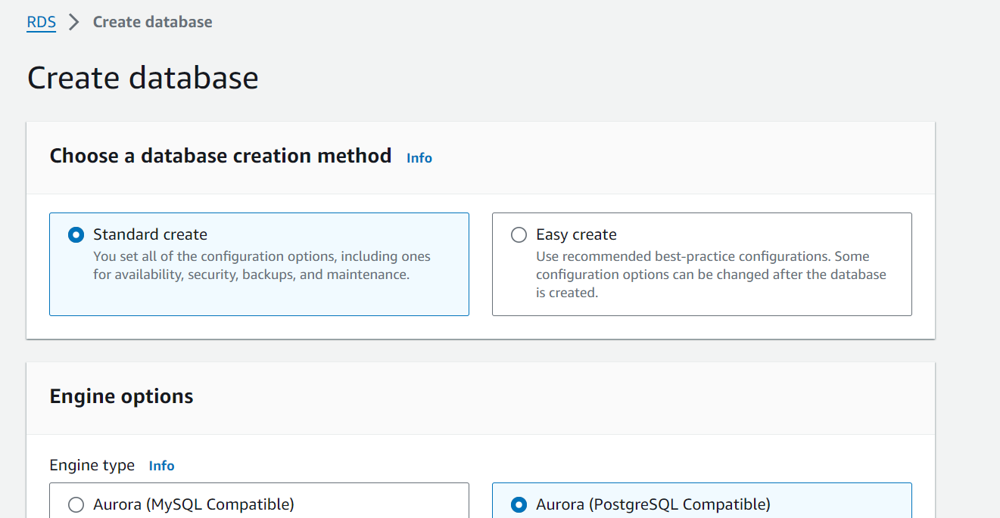 RDS > Create database
Create database
Choose a database creation method Info
Standard create
You set all of the configuration options, including ones
for availability, security, backups, and maintenance.
Easy create
Use recommended best-practice configurations. Some
configuration options can be changed after the database
is created.
Engine options
Engine type Info
Aurora (MySQL Compatible)
Aurora (PostgreSQL Compatible)